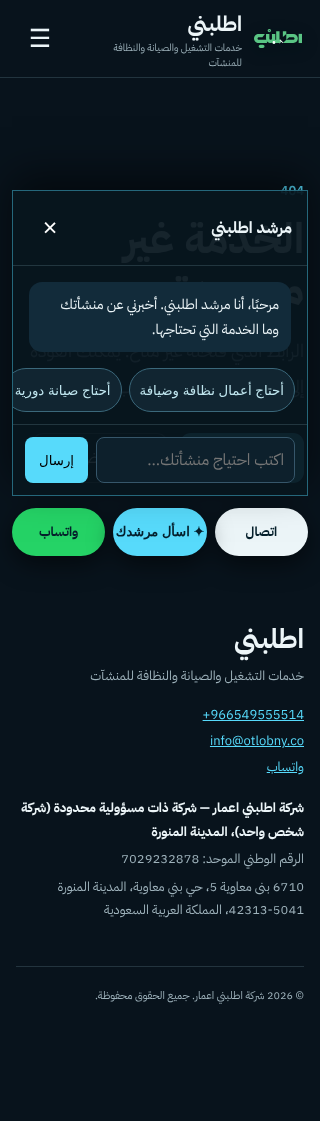 اطلبني
اطلبني
خدمات التشغيل والصيانة والنظافة
للمنشآت
☰
404
الخدمة غير
مرشد اطلبني
✕
مرحبًا، أنا مرشد اطلبني. أخبرني عن منشأتك
وما الخدمة التي تحتاجها.
أحتاج أعمال نظافة وضيافة
أحتاج صيانة دورية
اكتب احتياج منشأتك...
إرسال
اتصال
✦ اسأل مرشدك
واتساب
اطلبني
خدمات التشغيل والصيانة والنظافة للمنشآت
+966549555514
info@otlobny.co
واتساب
شركة اطلبني اعمار — شركة ذات مسؤولية محدودة (شركة
شخص واحد)، المدينة المنورة
الرقم الوطني الموحد: 7029232878
6710 بنى معاوية 5، حي بني معاوية، المدينة المنورة
42313-5041، المملكة العربية السعودية
© 2026 شركة اطلبني اعمار. جميع الحقوق محفوظة.